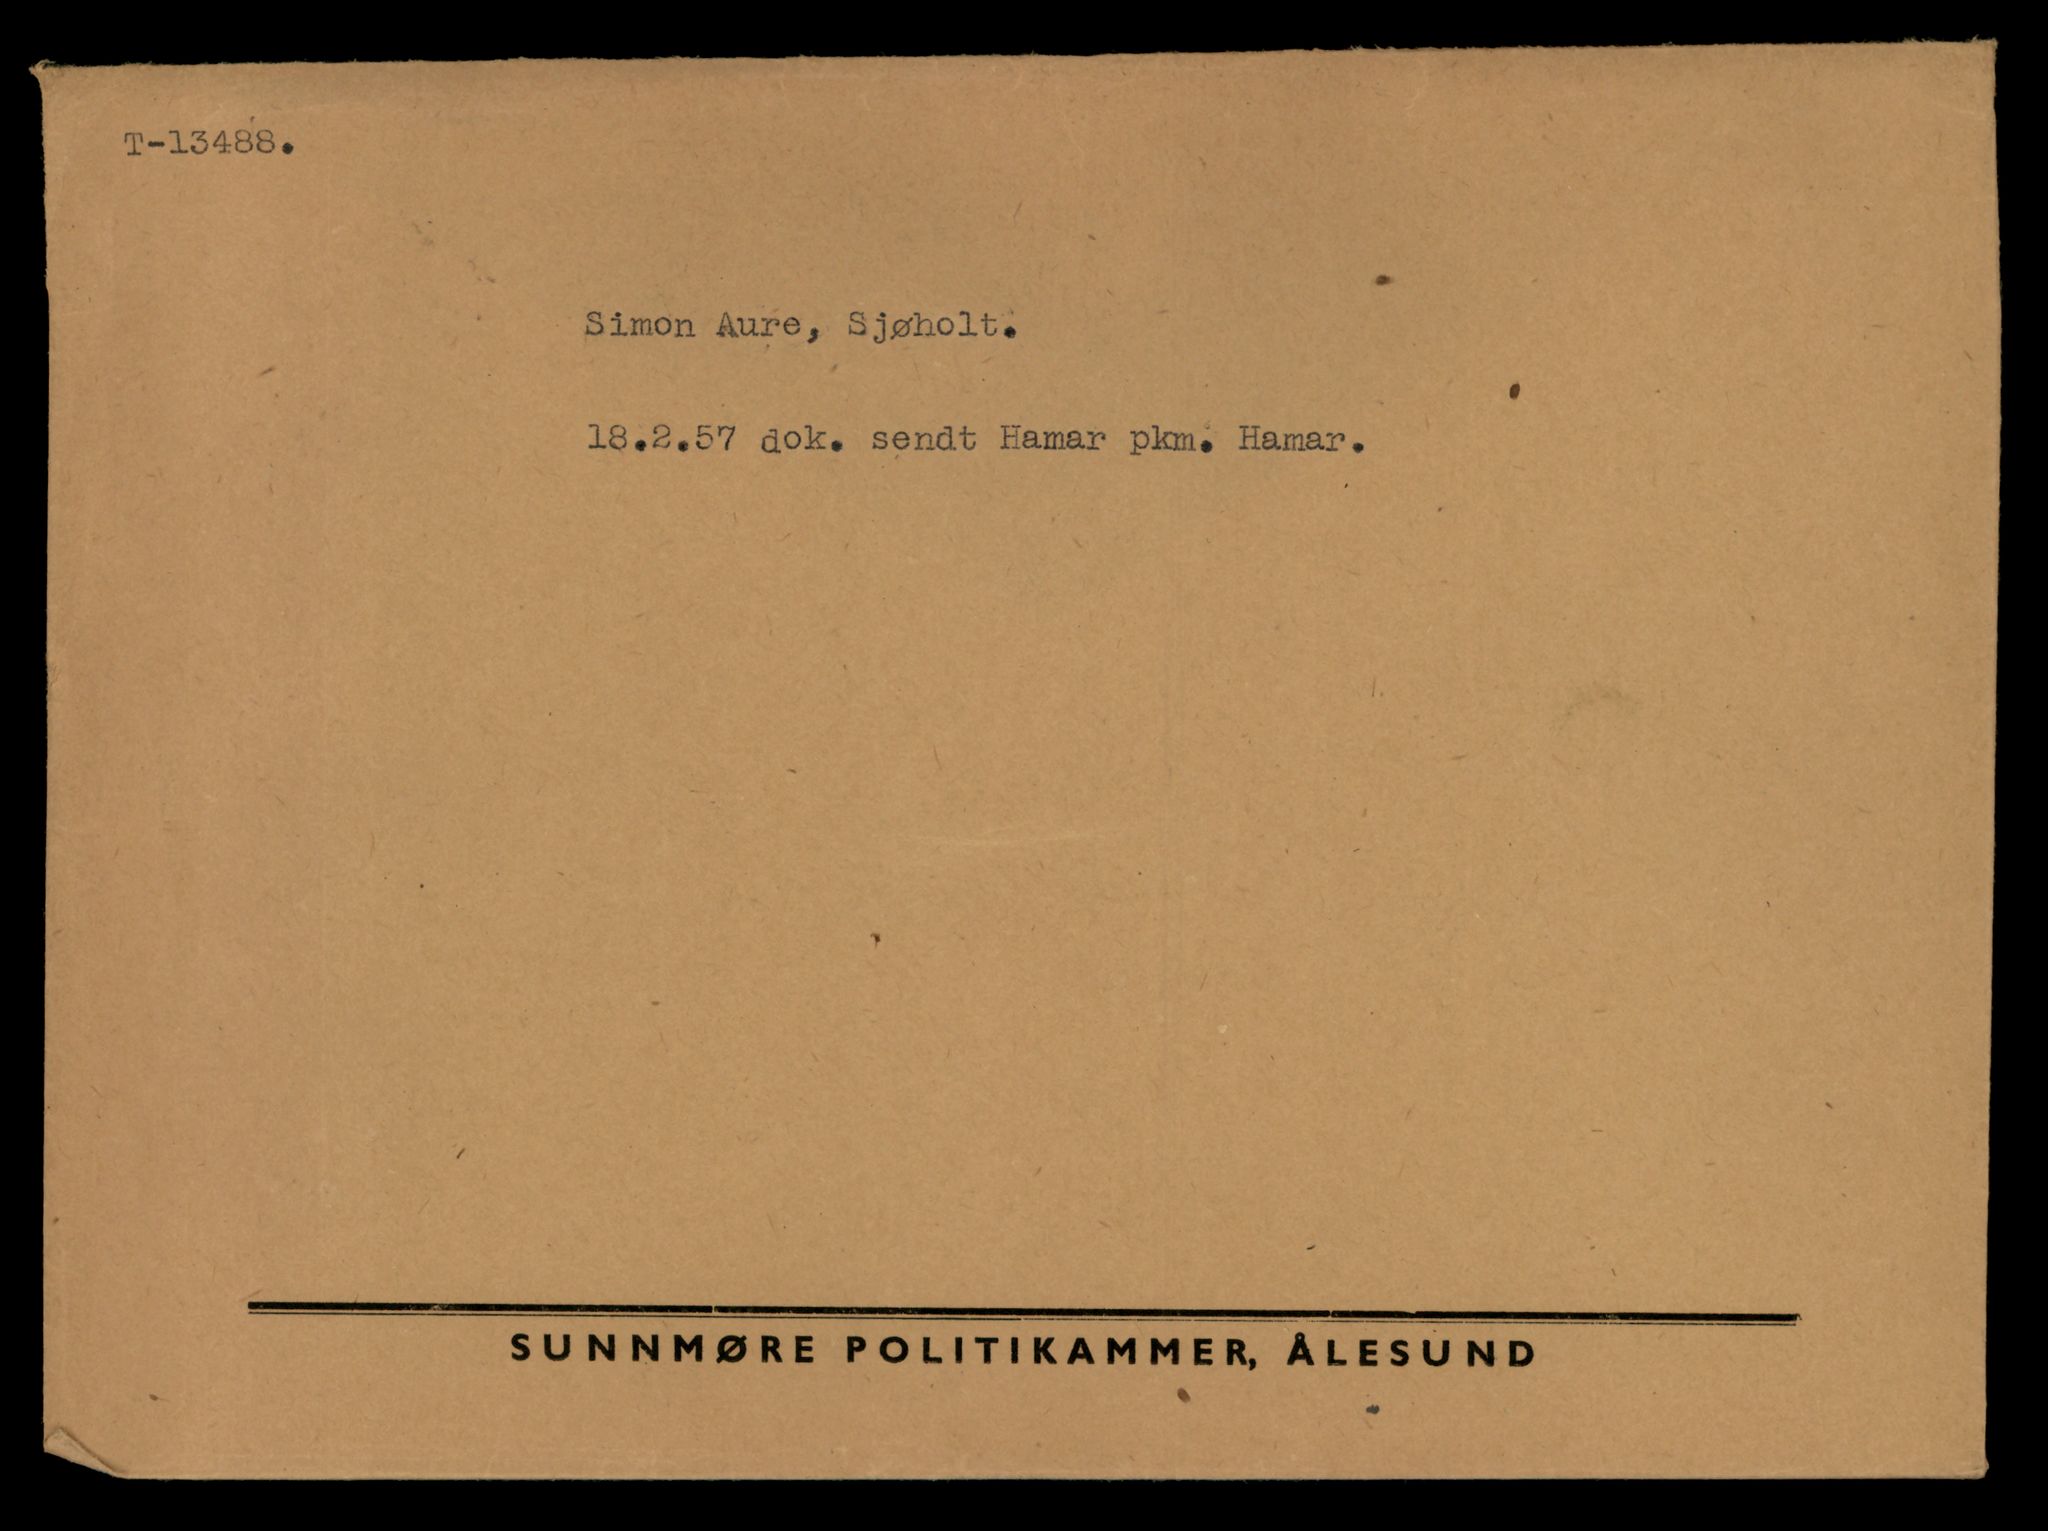 T-13488.
Simon Aure, Sjøholt.
18.2.57 dok. sendt Hamar pkm. Hamar.
SUNNMØRE POLITIKAMMER, ÅLESUND